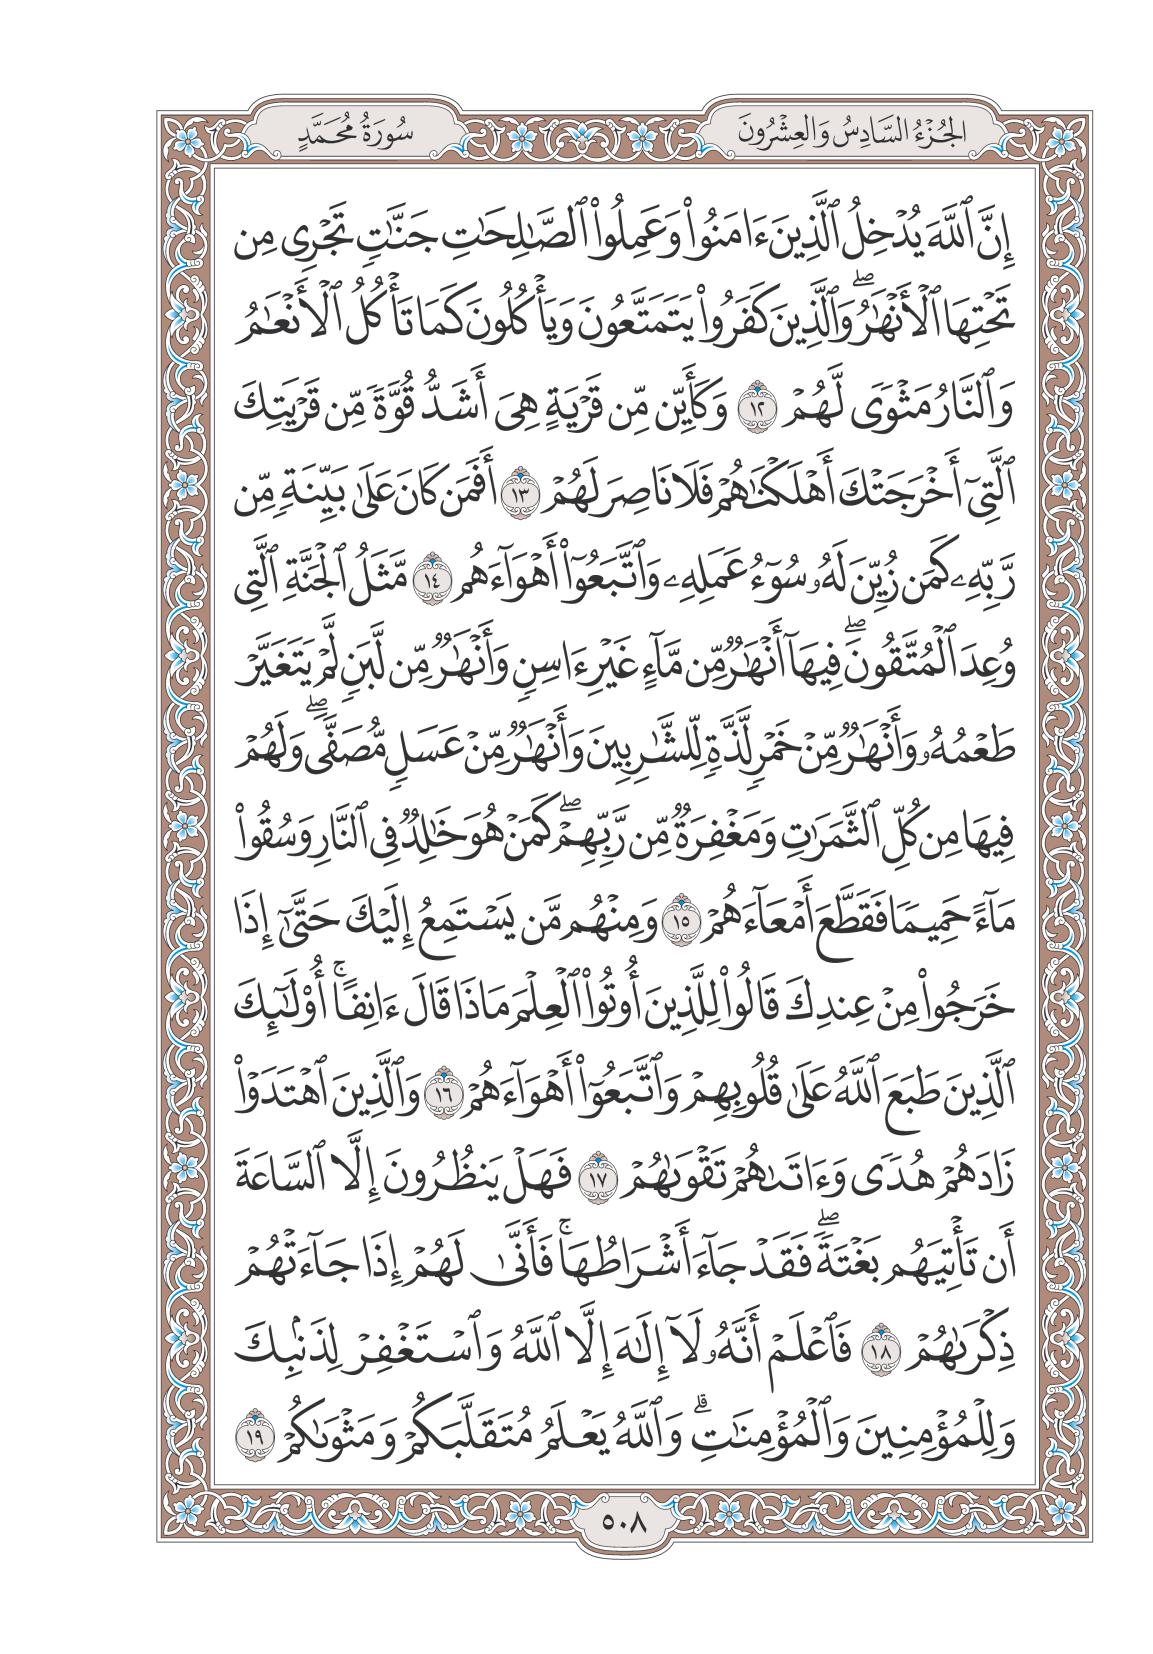 الجُزْءُ السَّادِسُ وَالعِشْرُونَ
سُورَةُ مُحَمَّدٍ
إِنَّ ٱللَّهَ يُدْخِلُ ٱلَّذِينَ ءَامَنُوا۟ وَعَمِلُوا۟ ٱلصَّـٰلِحَـٰتِ جَنَّـٰتٍ تَجْرِى مِن
تَحْتِهَا ٱلْأَنْهَـٰرُ ۖ وَٱلَّذِينَ كَفَرُوا۟ يَتَمَتَّعُونَ وَيَأْكُلُونَ كَمَا تَأْكُلُ ٱلْأَنْعَـٰمُ
وَٱلنَّارُ مَثْوًى لَّهُمْ ١٢ وَكَأَيِّن مِّن قَرْيَةٍ هِىَ أَشَدُّ قُوَّةً مِّن قَرْيَتِكَ
ٱلَّتِىٓ أَخْرَجَتْكَ أَهْلَكْنَـٰهُمْ فَلَا نَاصِرَ لَهُمْ ١٣ أَفَمَن كَانَ عَلَىٰ بَيِّنَةٍ مِّن
رَّبِّهِۦ كَمَن زُيِّنَ لَهُۥ سُوٓءُ عَمَلِهِۦ وَٱتَّبَعُوٓا۟ أَهْوَآءَهُم ١٤ مَّثَلُ ٱلْجَنَّةِ ٱلَّتِى
وُعِدَ ٱلْمُتَّقُونَ ۖ فِيهَآ أَنْهَـٰرٌ مِّن مَّآءٍ غَيْرِ ءَاسِنٍ وَأَنْهَـٰرٌ مِّن لَّبَنٍ لَّمْ يَتَغَيَّرْ
طَعْمُهُۥ وَأَنْهَـٰرٌ مِّنْ خَمْرٍ لَّذَّةٍ لِّلشَّـٰرِبِينَ وَأَنْهَـٰرٌ مِّنْ عَسَلٍ مُّصَفًّى ۖ وَلَهُمْ
فِيهَا مِن كُلِّ ٱلثَّمَرَٰتِ وَمَغْفِرَةٌ مِّن رَّبِّهِمْ ۖ كَمَنْ هُوَ خَـٰلِدٌ فِى ٱلنَّارِ وَسُقُوا۟
مَآءً حَمِيمًا فَقَطَّعَ أَمْعَآءَهُمْ ١٥ وَمِنْهُم مَّن يَسْتَمِعُ إِلَيْكَ حَتَّىٰٓ إِذَا
خَرَجُوا۟ مِنْ عِندِكَ قَالُوا۟ لِلَّذِينَ أُوتُوا۟ ٱلْعِلْمَ مَاذَا قَالَ ءَانِفًا ۚ أُو۟لَـٰٓئِكَ
ٱلَّذِينَ طَبَعَ ٱللَّهُ عَلَىٰ قُلُوبِهِمْ وَٱتَّبَعُوٓا۟ أَهْوَآءَهُمْ ١٦ وَٱلَّذِينَ ٱهْتَدَوْا۟
زَادَهُمْ هُدًى وَءَاتَىٰهُمْ تَقْوَىٰهُمْ ١٧ فَهَلْ يَنظُرُونَ إِلَّا ٱلسَّاعَةَ
أَن تَأْتِيَهُم بَغْتَةً ۖ فَقَدْ جَآءَ أَشْرَاطُهَا ۚ فَأَنَّىٰ لَهُمْ إِذَا جَآءَتْهُمْ
ذِكْرَىٰهُمْ ١٨ فَٱعْلَمْ أَنَّهُۥ لَآ إِلَـٰهَ إِلَّا ٱللَّهُ وَٱسْتَغْفِرْ لِذَنۢبِكَ
وَلِلْمُؤْمِنِينَ وَٱلْمُؤْمِنَـٰتِ ۗ وَٱللَّهُ يَعْلَمُ مُتَقَلَّبَكُمْ وَمَثْوَىٰكُمْ ١٩
٥٠٨